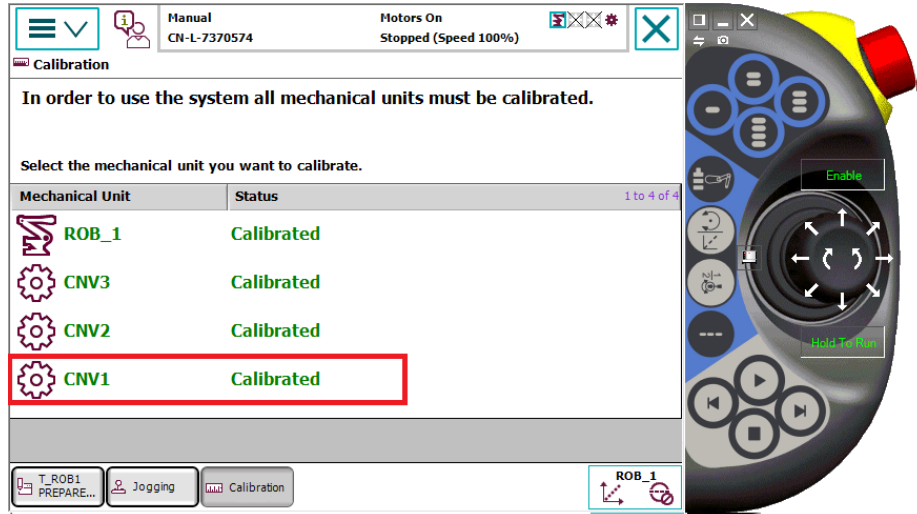 Manual
CN-L-7370574
Motors On
Stopped (Speed 100%)
Calibration
In order to use the system all mechanical units must be calibrated.
Select the mechanical unit you want to calibrate.
Mechanical Unit Status 1 to 4 of 4
ROB_1 Calibrated
CNV3 Calibrated
CNV2 Calibrated
CNV1 Calibrated
T_ROB1
PREPARE...
Jogging
Calibration
ROB_1
Enable
Hold To Run